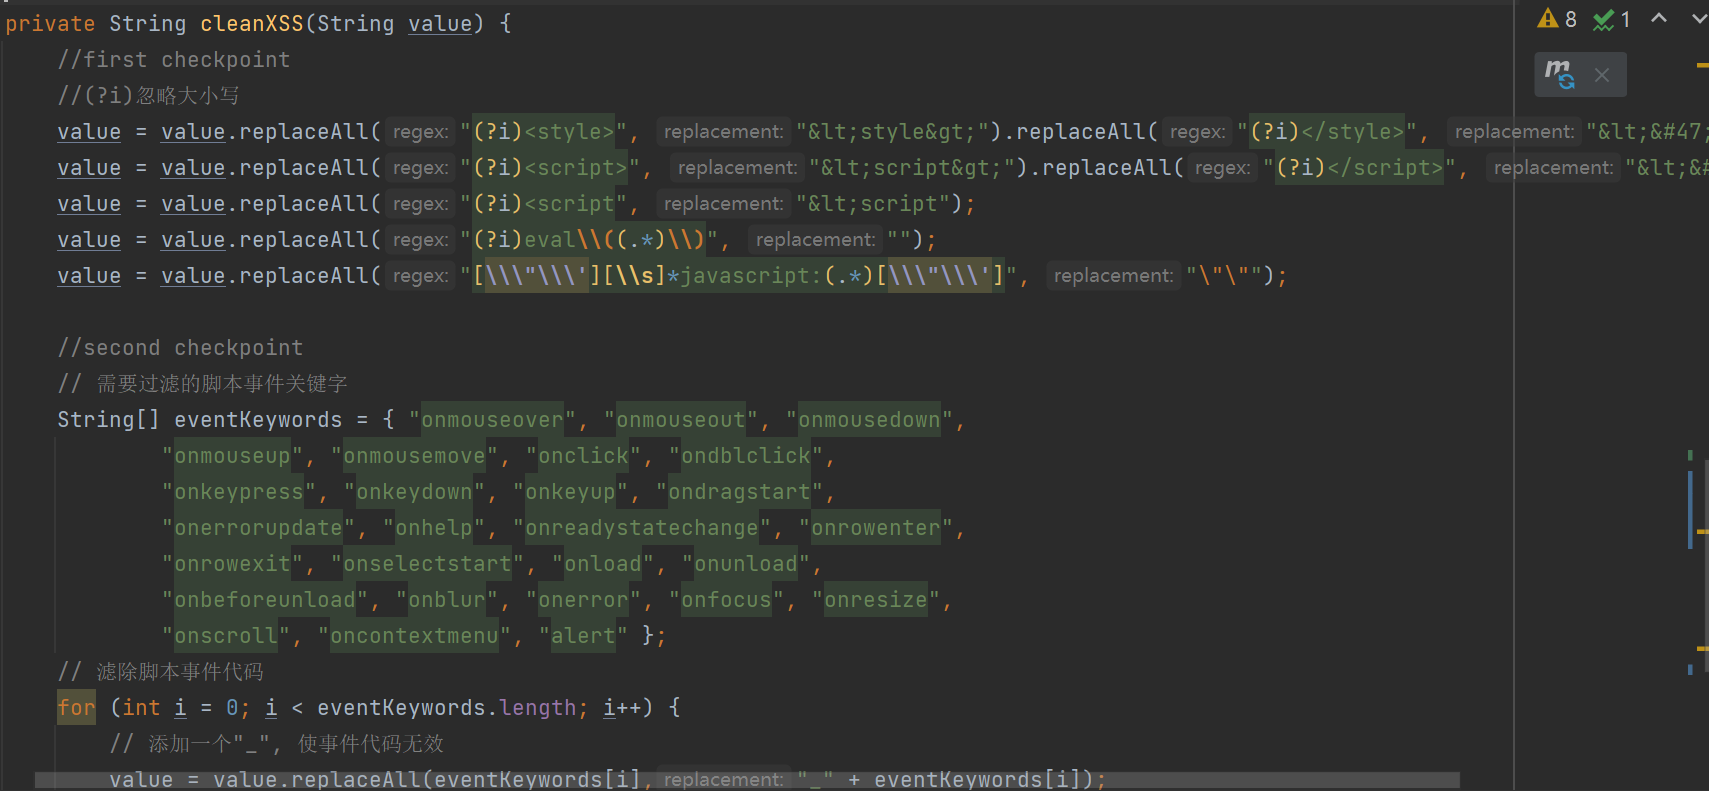 private String cleanXSS(String value) {
8 1
//first checkpoint
//(?i)忽略大小写
value = value.replaceAll( regex: "(?i)<style>", replacement: "&lt;style&gt;").replaceAll( regex: "(?i)</style>", replacement: "&lt;&#47;
value = value.replaceAll( regex: "(?i)<script>", replacement: "&lt;script&gt;").replaceAll( regex: "(?i)</script>", replacement: "&lt;&#
value = value.replaceAll( regex: "(?i)<script", replacement: "&lt;script");
value = value.replaceAll( regex: "(?i)eval\\((.*)\\)", replacement: "");
value = value.replaceAll( regex: "[\\\"\\\'][\\s]*javascript:(.*)[\\\"\\\']", replacement: "\"\"");
//second checkpoint
// 需要过滤的脚本事件关键字
String[] eventKeywords = { "onmouseover", "onmouseout", "onmousedown",
"onmouseup", "onmousemove", "onclick", "ondblclick",
"onkeypress", "onkeydown", "onkeyup", "ondragstart",
"onerrorupdate", "onhelp", "onreadystatechange", "onrowenter",
"onrowexit", "onselectstart", "onload", "onunload",
"onbeforeunload", "onblur", "onerror", "onfocus", "onresize",
"onscroll", "oncontextmenu", "alert" };
// 滤除脚本事件代码
for (int i = 0; i < eventKeywords.length; i++) {
// 添加一个"_", 使事件代码无效
value = value.replaceAll(eventKeywords[i], replacement: "_" + eventKeywords[i]);